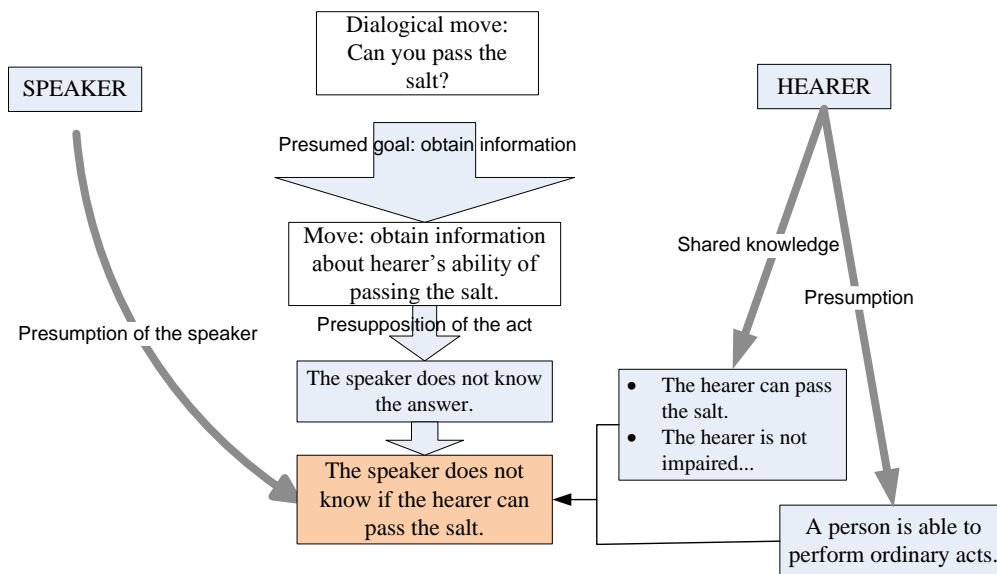 Dialogical move:
Can you pass the
salt?
SPEAKER
HEARER
Presumed goal: obtain information
Move: obtain information
about hearer's ability of
passing the salt.
Shared knowledge
Presumption
Presumption of the speaker
Presupposition of the act
The speaker does not know
the answer.
• The hearer can pass
the salt.
• The hearer is not
impaired...
The speaker does not
know if the hearer can
pass the salt.
A person is able to
perform ordinary acts.